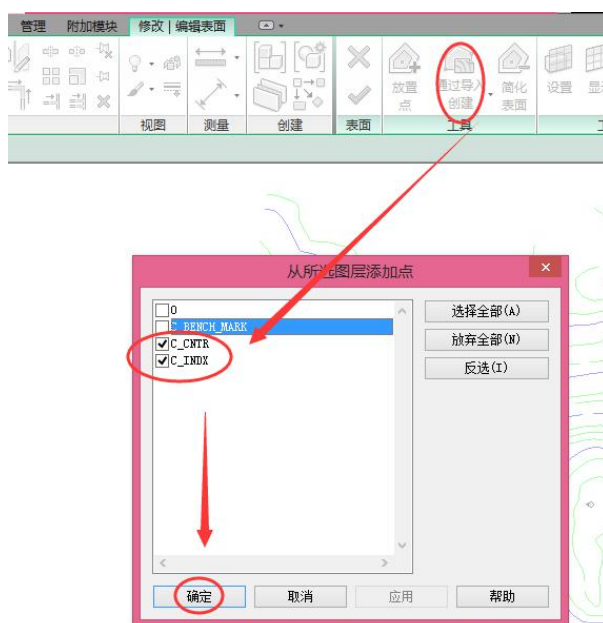 管理 附加模块 修改 | 编辑表面
放置
点
通过导入
创建
简化
表面
设置
视图 测量 创建 表面 工具
从所选图层添加点
0
C_BENCH_MARK
C_CNTR
C_INDX
选择全部(A)
放弃全部(N)
反选(I)
确定 取消 应用 帮助